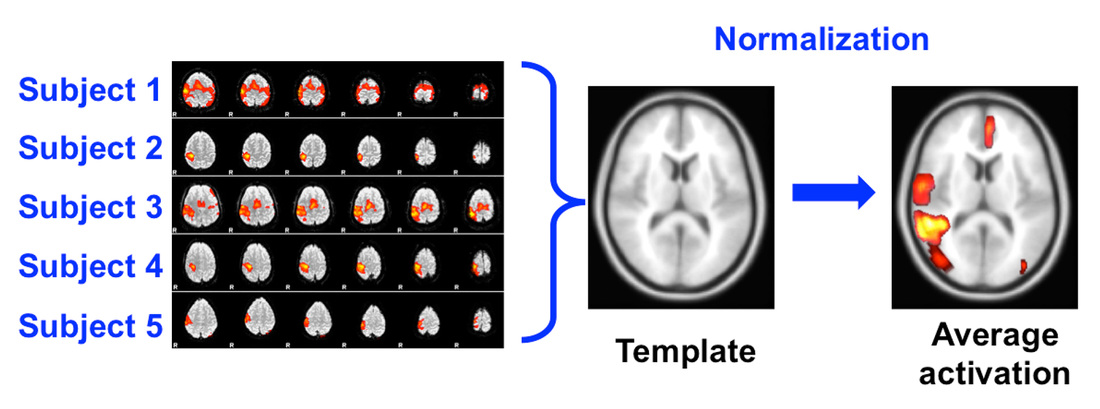 Normalization
Subject 1
R R R R R R
Subject 2
R R R R R R
Subject 3
R R R R R R
Subject 4
R R R R R R
Subject 5
R R R R R R
Template
Average
activation